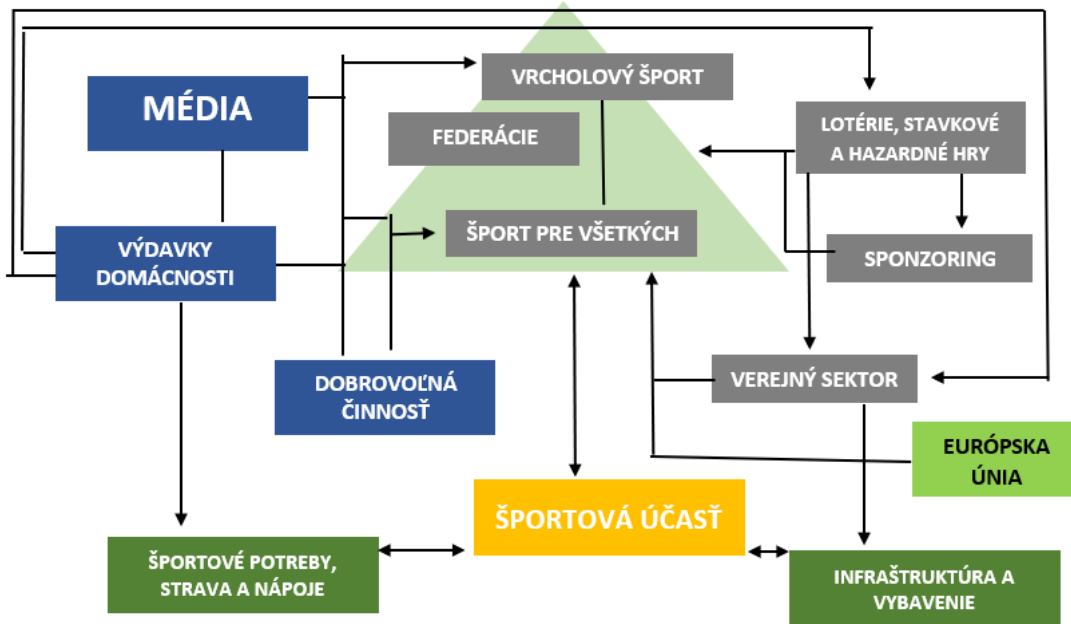 VRCHOLOVÝ ŠPORT
MÉDIA
FEDERÁCIE
LOTÉRIE, STAVKOVÉ
A HAZARDNÉ HRY
VÝDAVKY
DOMÁCNOSTI
ŠPORT PRE VŠETKÝCH
SPONZORING
DOBROVOĽNÁ
ČINNOSŤ
VEREJNÝ SEKTOR
EURÓPSKA
ÚNIA
ŠPORTOVÁ ÚČASŤ
ŠPORTOVÉ POTREBY,
STRAVA A NÁPOJE
INFRAŠTRUKTÚRA A
VYBAVENIE